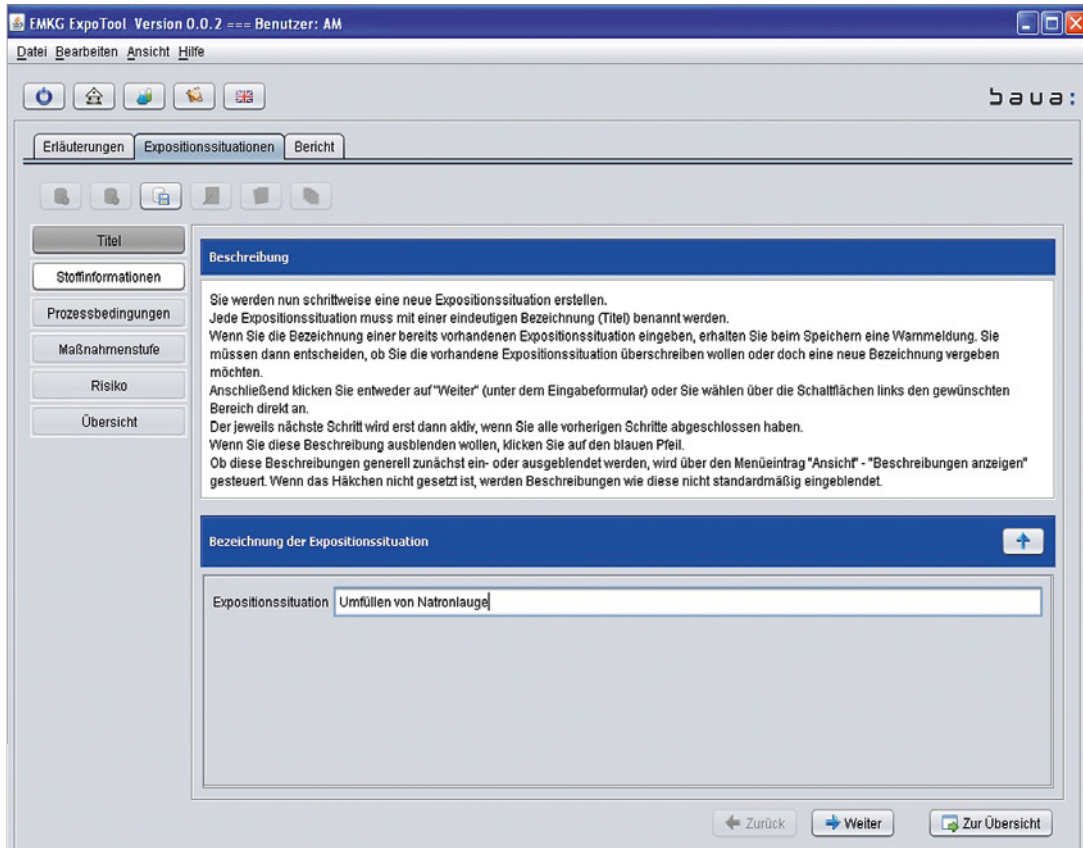 EMKG ExpoTool Version 0.0.2 === Benutzer: AM
Datei Bearbeiten Ansicht Hilfe
baua:
Erläuterungen Expositionssituationen Bericht
Titel
Stoffinformationen
Prozessbedingungen
Maßnahmenstufe
Risiko
Übersicht
Beschreibung
Sie werden nun schrittweise eine neue Expositionssituation erstellen.
Jede Expositionssituation muss mit einer eindeutigen Bezeichnung (Titel) benannt werden.
Wenn Sie die Bezeichnung einer bereits vorhandenen Expositionssituation eingeben, erhalten Sie beim Speichern eine Warnmeldung. Sie
müssen dann entscheiden, ob Sie die vorhandene Expositionssituation überschreiben wollen oder doch eine neue Bezeichnung vergeben
möchten.
Anschließend klicken Sie entweder auf "Weiter" (unter dem Eingabeformular) oder Sie wählen über die Schaltflächen links den gewünschten
Bereich direkt an.
Der jeweils nächste Schritt wird erst dann aktiv, wenn Sie alle vorherigen Schritte abgeschlossen haben.
Wenn Sie diese Beschreibung ausblenden wollen, klicken Sie auf den blauen Pfeil.
Ob diese Beschreibungen generell zunächst ein- oder ausgeblendet werden, wird über den Menüeintrag "Ansicht" - "Beschreibungen anzeigen"
gesteuert. Wenn das Häkchen nicht gesetzt ist, werden Beschreibungen wie diese nicht standardmäßig eingeblendet.
Bezeichnung der Expositionssituation
Expositionssituation Umfüllen von Natronlauge
Zurück Weiter Zur Übersicht